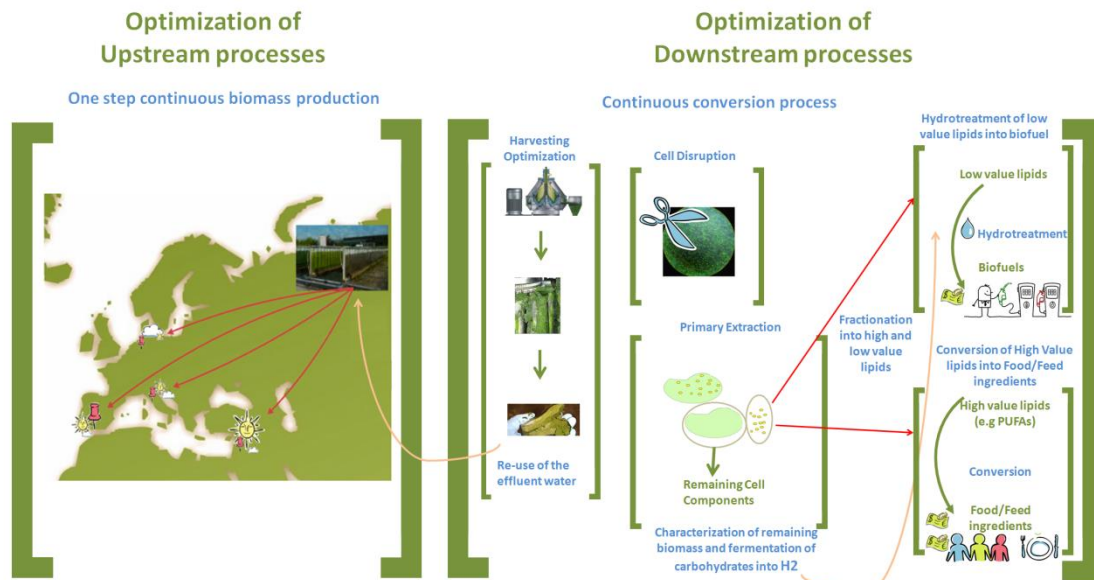 Optimization of
Upstream processes
One step continuous biomass production
Optimization of
Downstream processes
Continuous conversion process
Harvesting
Optimization
Re-use of the
effluent water
Cell Disruption
Primary Extraction
Remaining Cell
Components
Characterization of remaining
biomass and fermentation of
carbohydrates into H2
Fractionation
into high and
low value
lipids
Hydrotreatment of low
value lipids into biofuel
Low value lipids
Hydrotreatment
Biofuels
Conversion of High Value
lipids into Food/Feed
ingredients
High value lipids
(e.g PUFAs)
Conversion
Food/Feed
ingredients